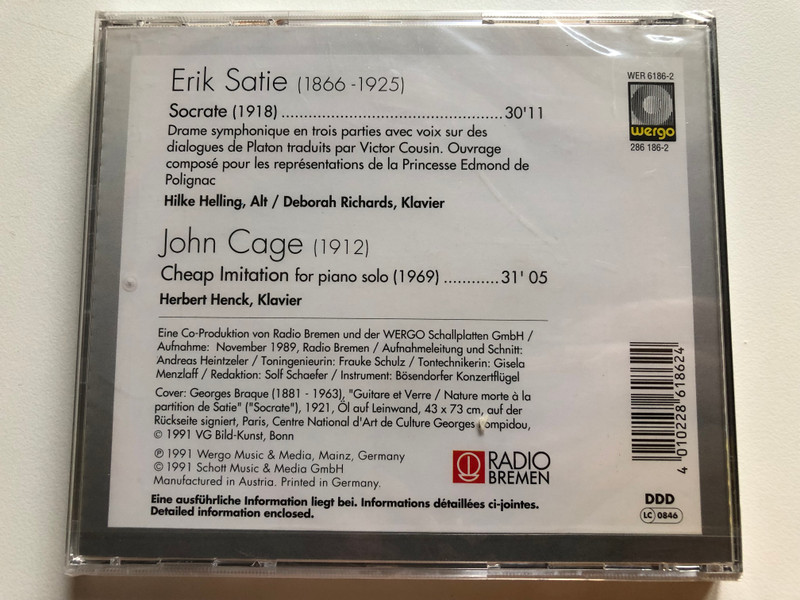 Erik Satie (1866 -1925)
Socrate (1918) ................................................ 30'11
Drame symphonique en trois parties avec voix sur des
dialogues de Platon traduits par Victor Cousin. Ouvrage
composé pour les représentations de la Princesse Edmond de
Polignac
Hilke Helling, Alt / Deborah Richards, Klavier
John Cage (1912)
Cheap Imitation for piano solo (1969) ............ 31' 05
Herbert Henck, Klavier
Eine Co-Produktion von Radio Bremen und der WERGO Schallplatten GmbH /
Aufnahme: November 1989, Radio Bremen / Aufnahmeleitung und Schnitt:
Andreas Heintzeler / Toningenieurin: Frauke Schulz / Tontechnikerin: Gisela
Menzlaff / Redaktion: Solf Schaefer / Instrument: Bösendorfer Konzertflügel
Cover: Georges Braque (1881 - 1963), "Guitare et Verre / Nature morte à la
partition de Satie" ("Socrate"), 1921, Öl auf Leinwand, 43 x 73 cm, auf der
Rückseite signiert, Paris, Centre National d'Art de Culture Georges Pompidou,
© 1991 VG Bild-Kunst, Bonn
℗ 1991 Wergo Music & Media, Mainz, Germany
© 1991 Schott Music & Media GmbH
Manufactured in Austria. Printed in Germany.
RADIO
BREMEN
Eine ausführliche Information liegt bei. Informations détaillées ci-jointes.
Detailed information enclosed.
WER 6186-2
wergo
286 186-2
4 010228 618624
DDD
LC 0846